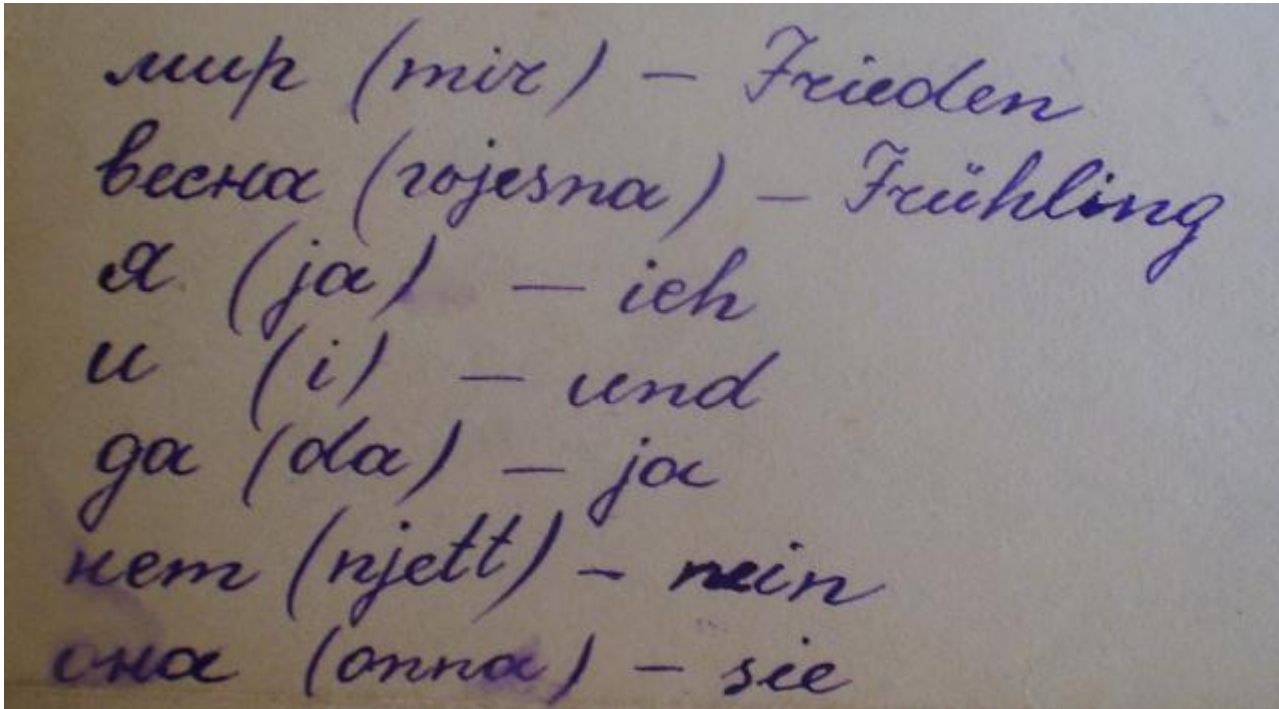 мир (mir) – Frieden
весна (wjesna) – Frühling
я (ja) – ich
и (i) – und
да (da) – ja
нет (njett) – nein
она (onna) – sie